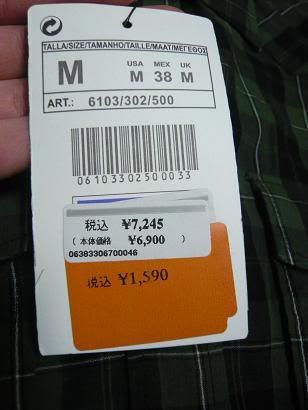 TALLA/SIZE/TAMANHO/TAILLE/MAAT/ΜΕΓΕΘΟΣ
M
USA MEX UK
M 38 M
ART.: 6103/302/500
06103302500033
税込 ¥7,245
(本体価格 ¥6,900 )
06383306700046
税込 ¥1,590